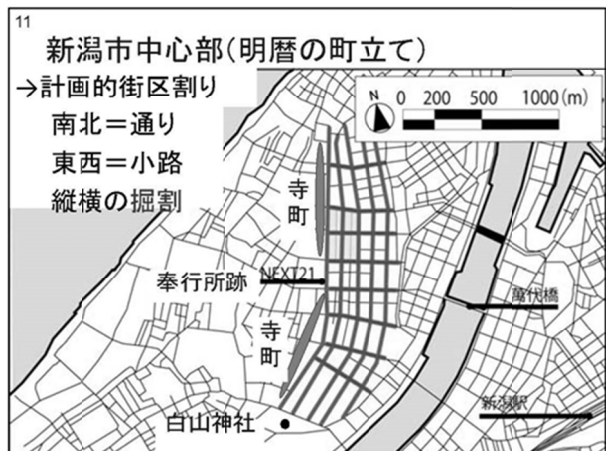 11
新潟市中心部(明暦の町立て)
→計画的街区割り
南北＝通り
東西＝小路
縦横の掘割
N
0 200 500 1000(m)
寺町
奉行所跡
NEXT21
萬代橋
寺町
新潟駅
白山神社